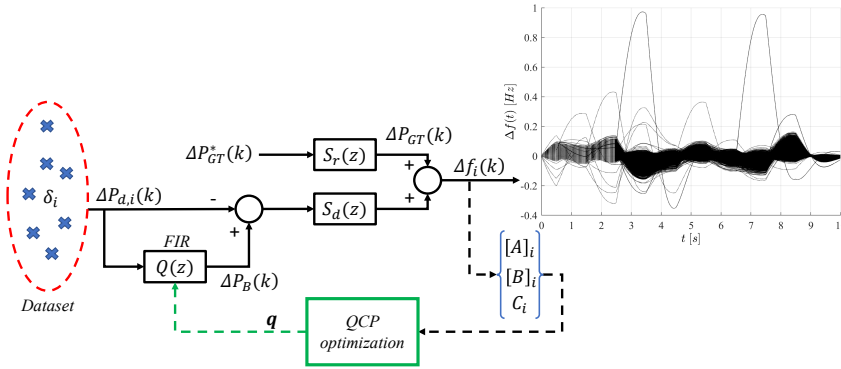 δᵢ
Dataset
ΔP_{d,i}(k)
-
+
FIR
Q(z)
ΔP_B(k)
ΔP*_{GT}(k)
S_r(z)
ΔP_{GT}(k)
+
+
S_d(z)
Δf_i(k)
[A]_i
[B]_i
C_i
q
QCP
optimization
Δf(t) [Hz]
1
0.8
0.6
0.4
0.2
0
-0.2
-0.4
0 1 2 3 4 5 6 7 8 9 1
t [s]